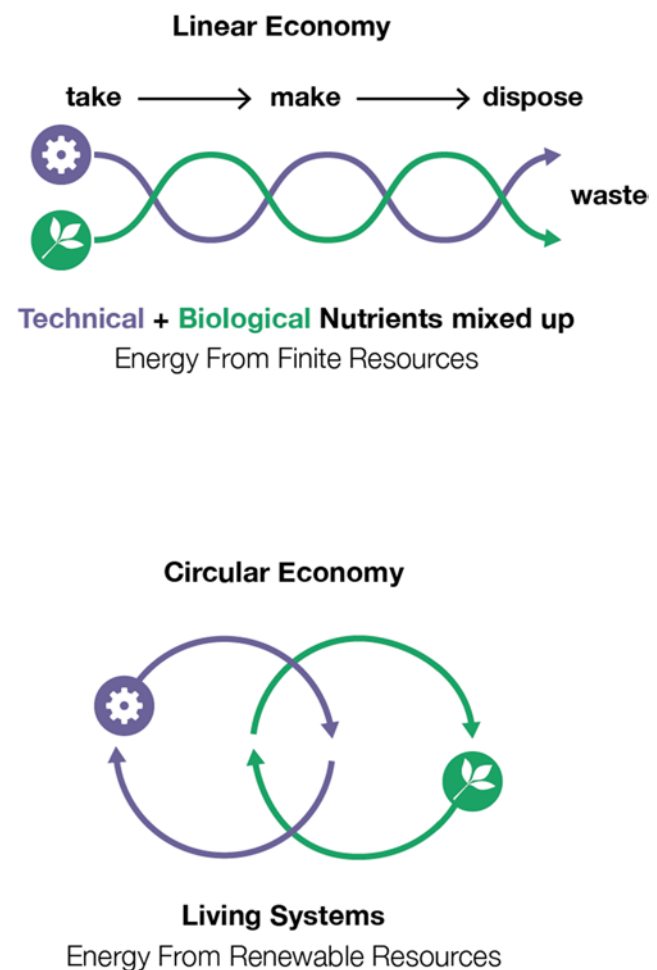 Linear Economy
take make dispose
waste
Technical + Biological Nutrients mixed up
Energy From Finite Resources
Circular Economy
Living Systems
Energy From Renewable Resources